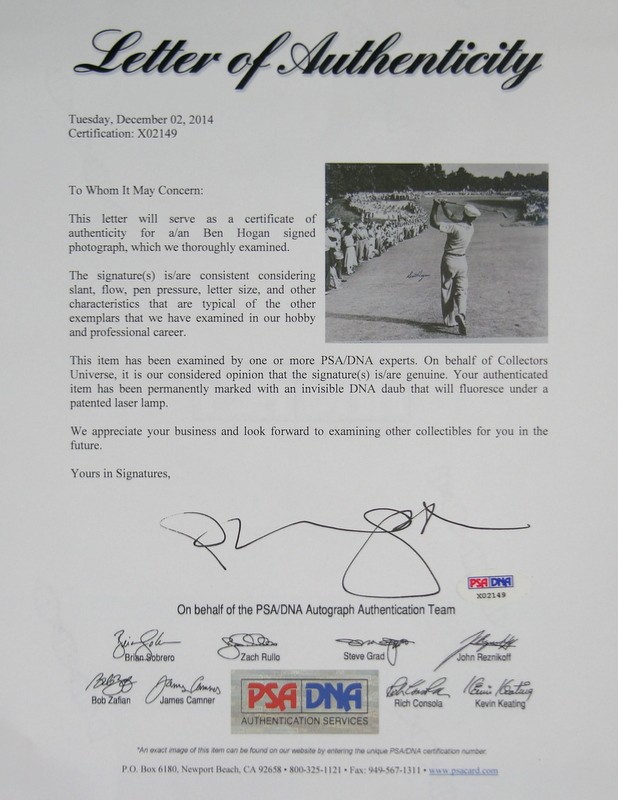 Letter of Authenticity
Tuesday, December 02, 2014
Certification: X02149
To Whom It May Concern:
This letter will serve as a certificate of
authenticity for a/an Ben Hogan signed
photograph, which we thoroughly examined.
The signature(s) is/are consistent considering
slant, flow, pen pressure, letter size, and other
characteristics that are typical of the other
exemplars that we have examined in our hobby
and professional career.
This item has been examined by one or more PSA/DNA experts. On behalf of Collectors
Universe, it is our considered opinion that the signature(s) is/are genuine. Your authenticated
item has been permanently marked with an invisible DNA daub that will fluoresce under a
patented laser lamp.
We appreciate your business and look forward to examining other collectibles for you in the
future.
Yours in Signatures,
PSA DNA
X02149
On behalf of the PSA/DNA Autograph Authentication Team
Brian Sobrero
Zach Rullo
Steve Grad
John Reznikoff
Bob Zafian
James Camner
PSA DNA
AUTHENTICATION SERVICES
Rich Consola
Kevin Keating
*An exact image of this item can be found on our website by entering the unique PSA/DNA certification number.
P.O. Box 6180, Newport Beach, CA 92658 • 800-325-1121 • Fax: 949-567-1311 • www.psacard.com